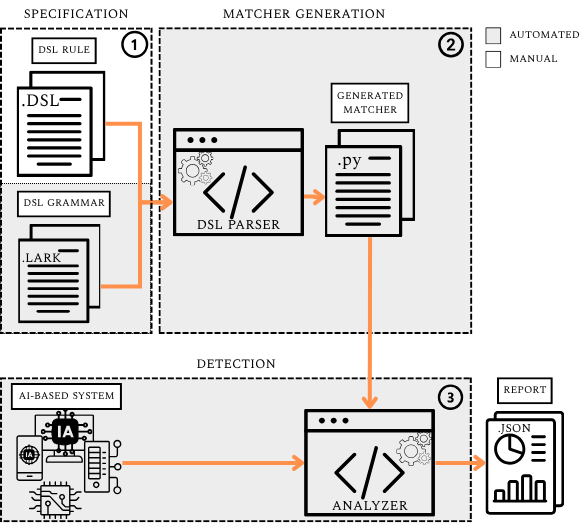 SPECIFICATION
MATCHER GENERATION
AUTOMATED
MANUAL
DSL RULE
1
2
.DSL
GENERATED
MATCHER
.py
</>
DSL PARSER
DSL GRAMMAR
.LARK
DETECTION
AI-BASED SYSTEM
3
REPORT
IA
IA
.JSON
</>
ANALYZER